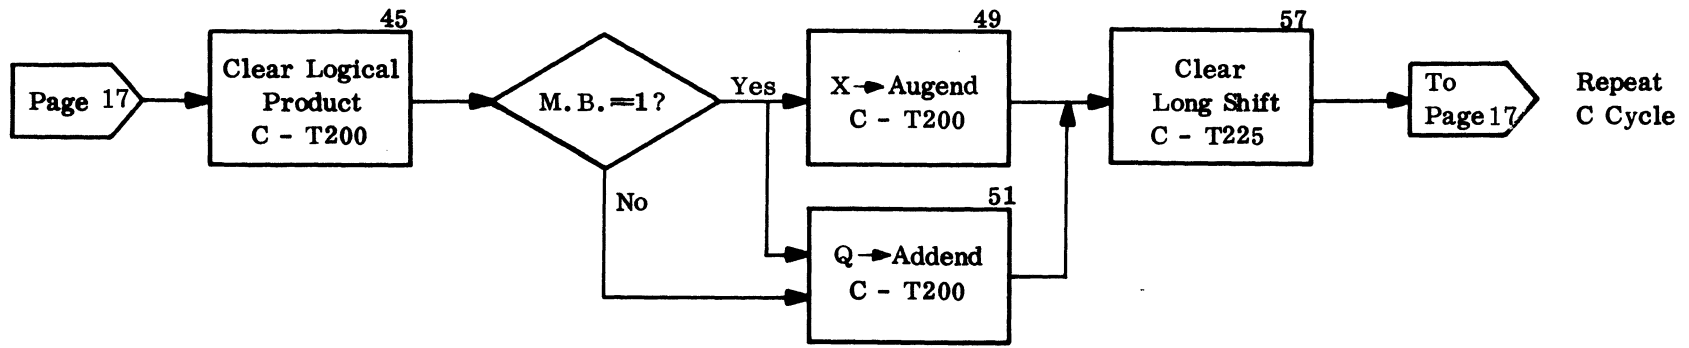 Page 17
45
Clear Logical
Product
C - T200
M. B. =1?
Yes
No
49
X→Augend
C - T200
51
Q→Addend
C - T200
57
Clear
Long Shift
C - T225
To
Page 17
Repeat
C Cycle